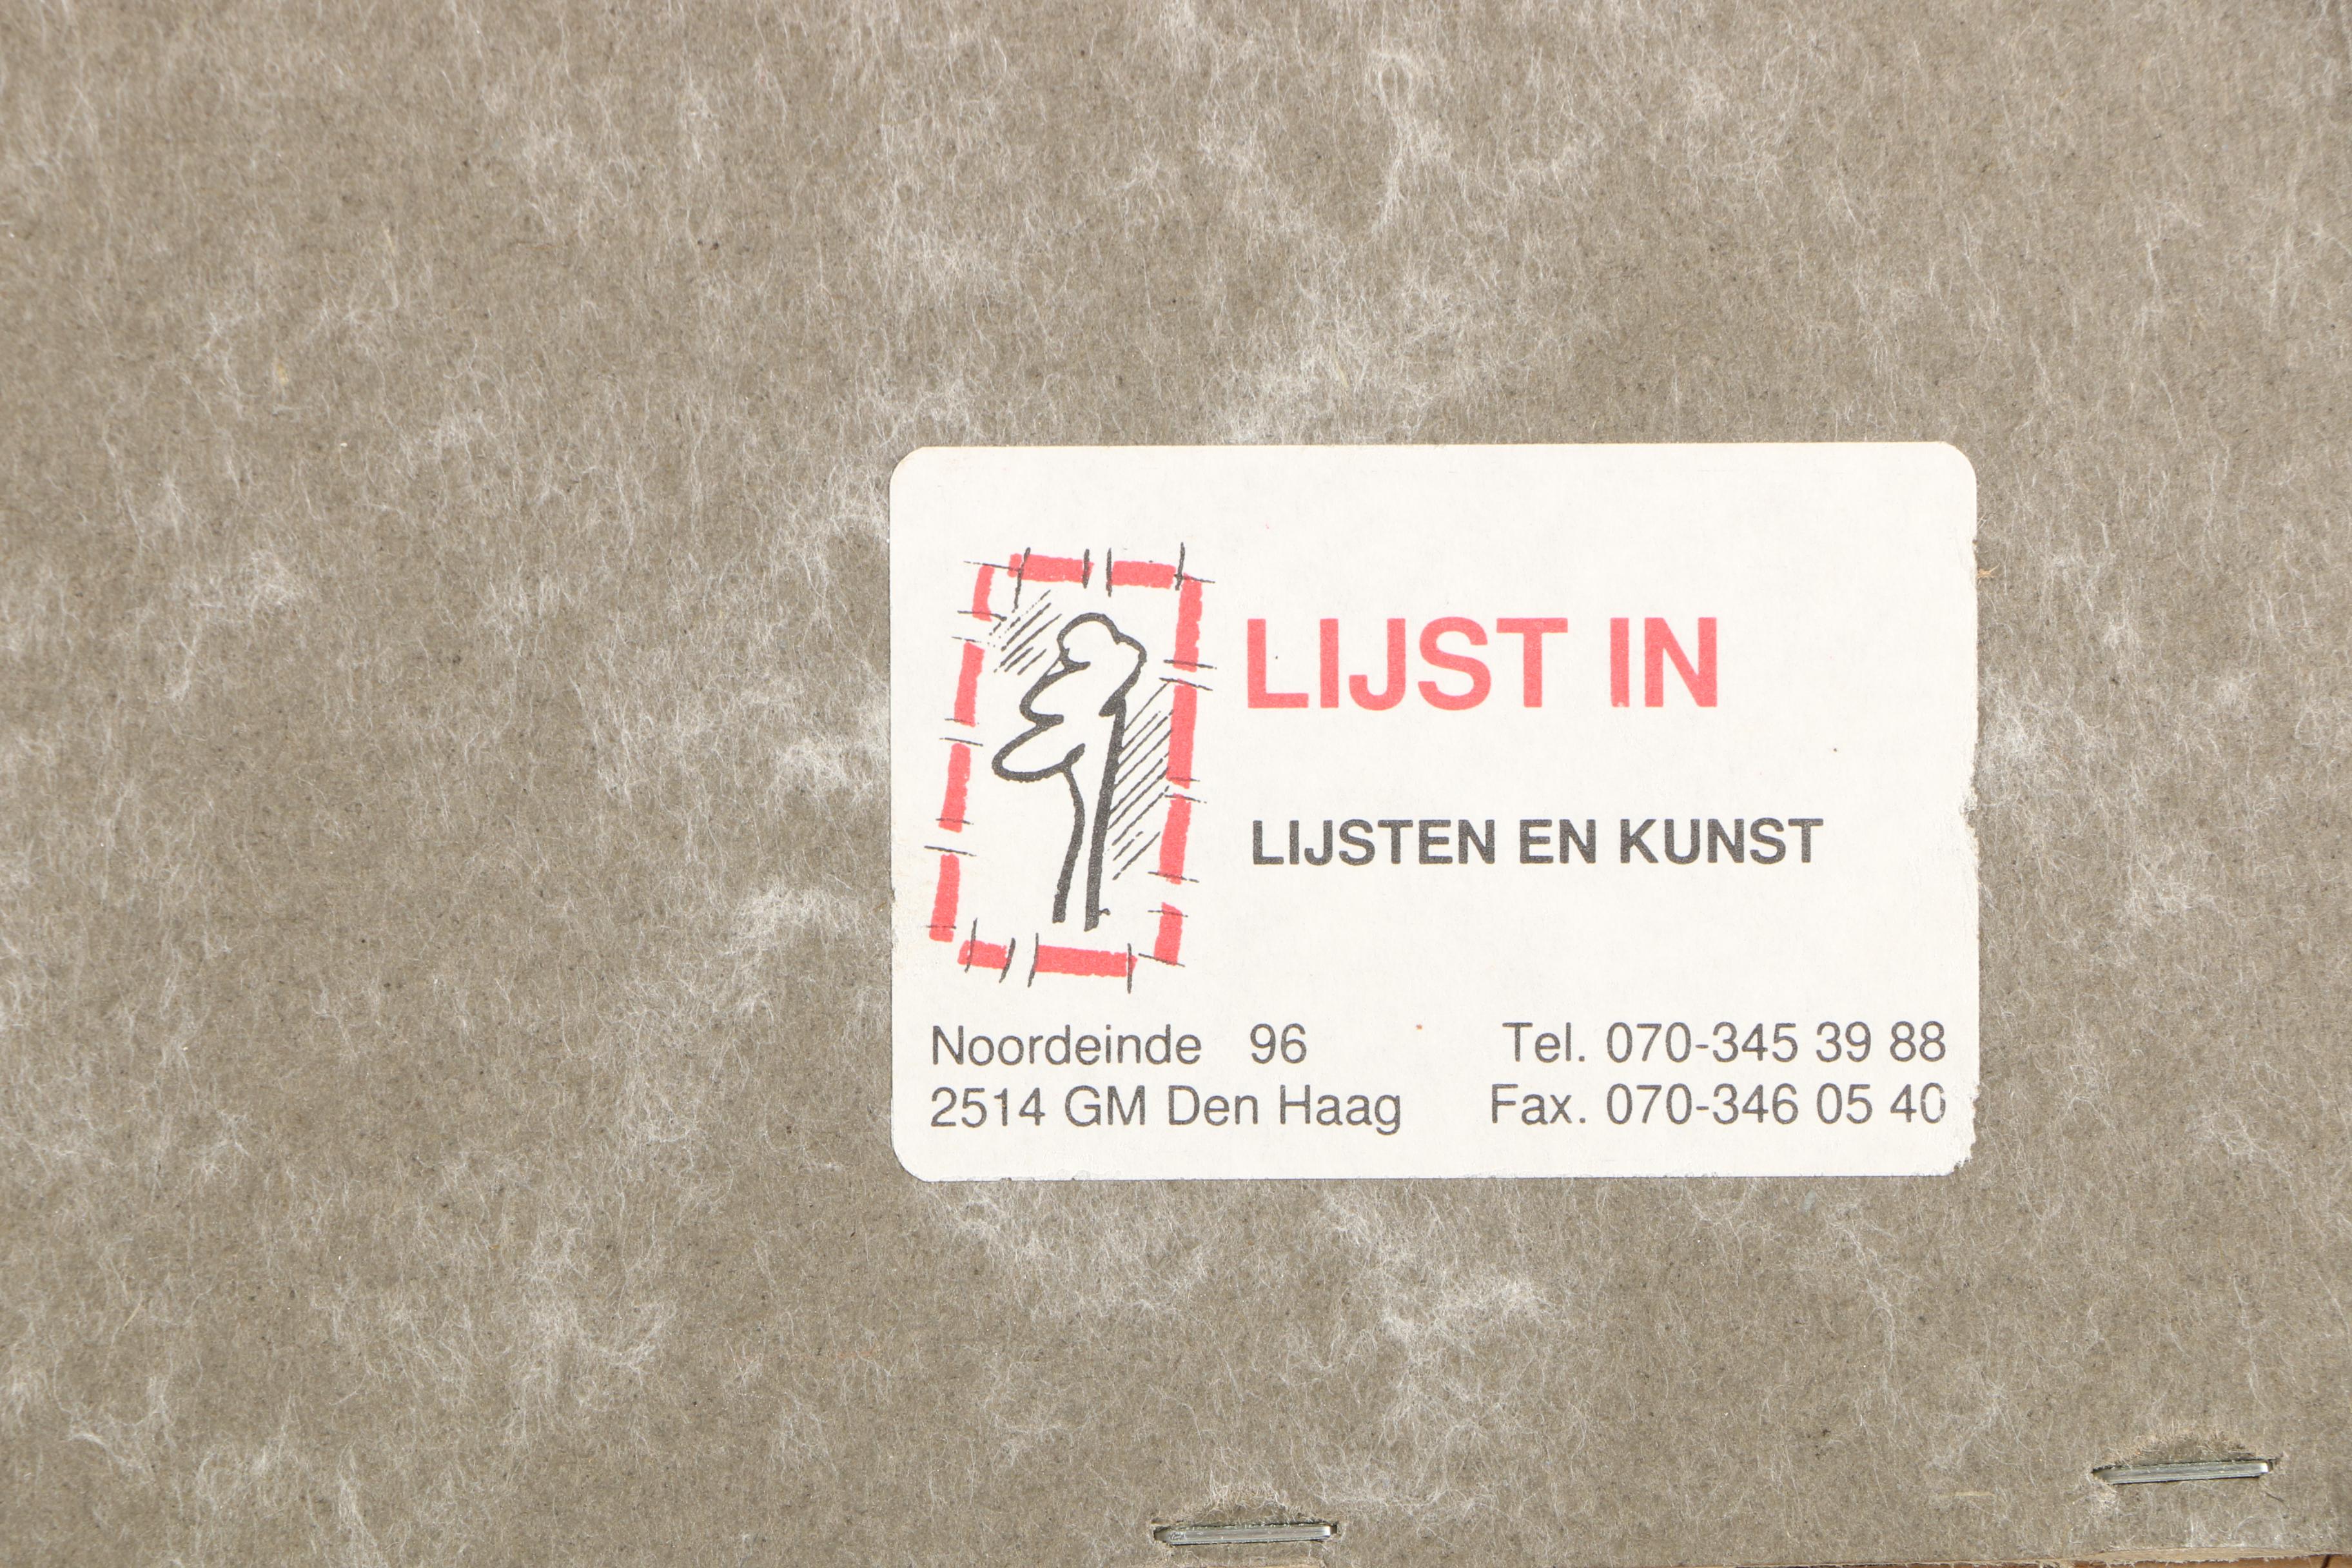 LIJST IN
LIJSTEN EN KUNST
Noordeinde 96
2514 GM Den Haag
Tel. 070-345 39 88
Fax. 070-346 05 40